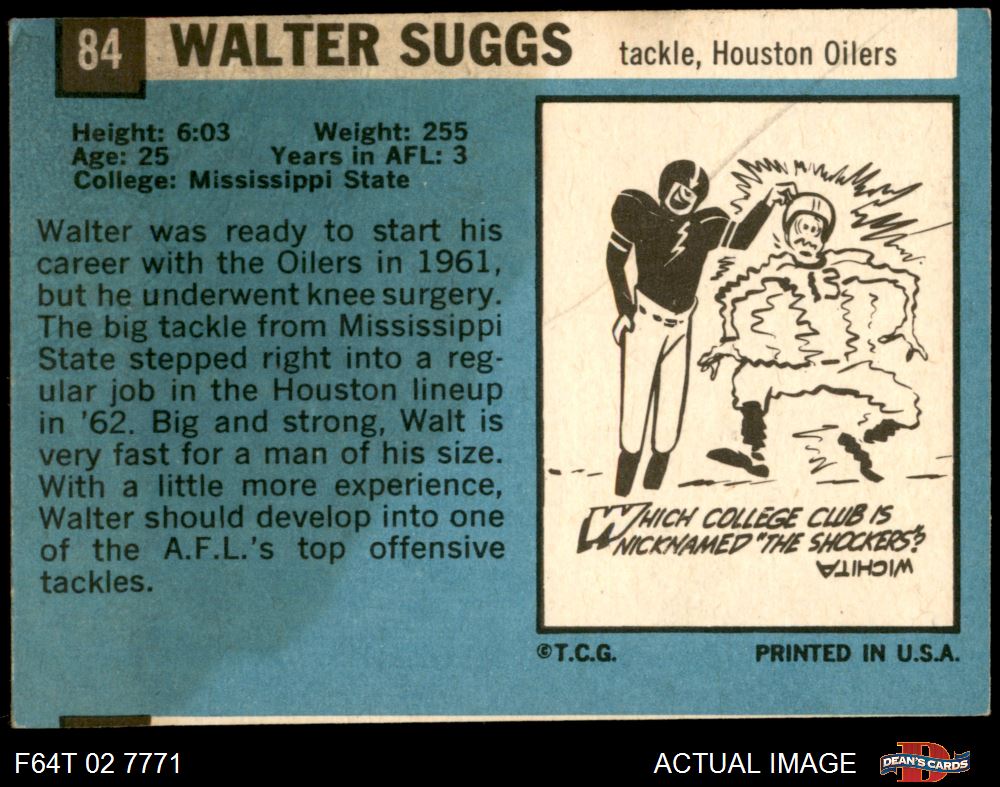 84 WALTER SUGGS tackle, Houston Oilers
Height: 6:03 Weight: 255
Age: 25 Years in AFL: 3
College: Mississippi State
Walter was ready to start his
career with the Oilers in 1961,
but he underwent knee surgery.
The big tackle from Mississippi
State stepped right into a reg-
ular job in the Houston lineup
in '62. Big and strong, Walt is
very fast for a man of his size.
With a little more experience,
Walter should develop into one
of the A.F.L.'s top offensive
tackles.
13
WHICH COLLEGE CLUB IS
NICKNAMED "THE SHOCKERS"?
WICHITA
©T.C.G. PRINTED IN U.S.A.
F64T 02 7771 ACTUAL IMAGE D DEAN'S CARDS